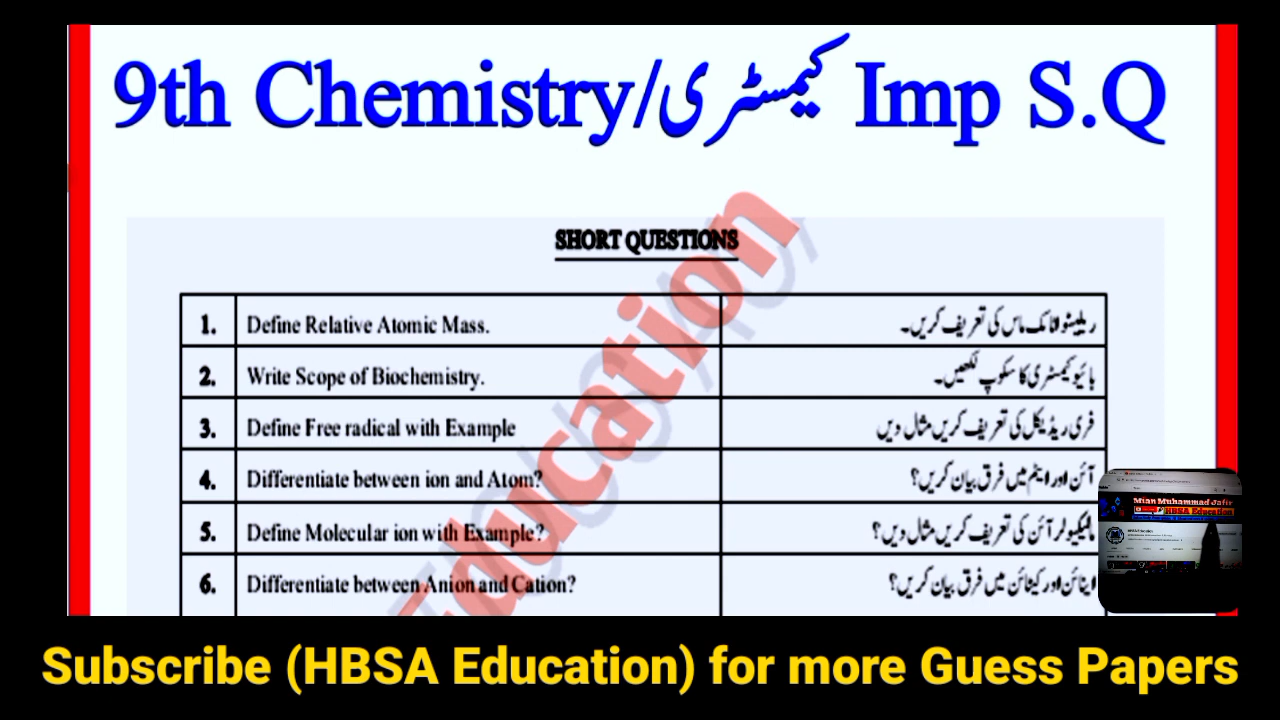 9th Chemistry/کیمسٹری Imp S.Q
SHORT QUESTIONS
1. Define Relative Atomic Mass. ریلیٹو اٹامک ماس کی تعریف کریں۔
2. Write Scope of Biochemistry. بائیو کیمسٹری کا سکوپ لکھیں۔
3. Define Free radical with Example فری ریڈیکل کی تعریف کریں مثال دیں
4. Differentiate between ion and Atom? آئن اور ایٹم میں فرق بیان کریں؟
5. Define Molecular ion with Example? مالیکیولر آئن کی تعریف کریں مثال دیں؟
6. Differentiate between Anion and Cation? اینائن اور کیٹائن میں فرق بیان کریں؟
Education
Mian Muhammad Jafir
HBSA Education
Subscribe (HBSA Education) for more Guess Papers